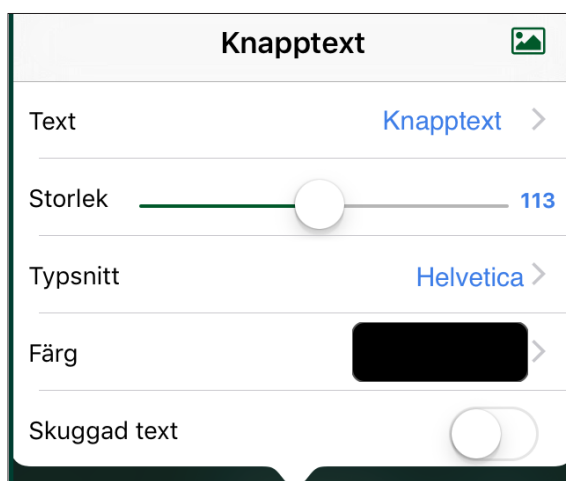 Knapptext
Text Knapptext
Storlek 113
Typsnitt Helvetica
Färg
Skuggad text